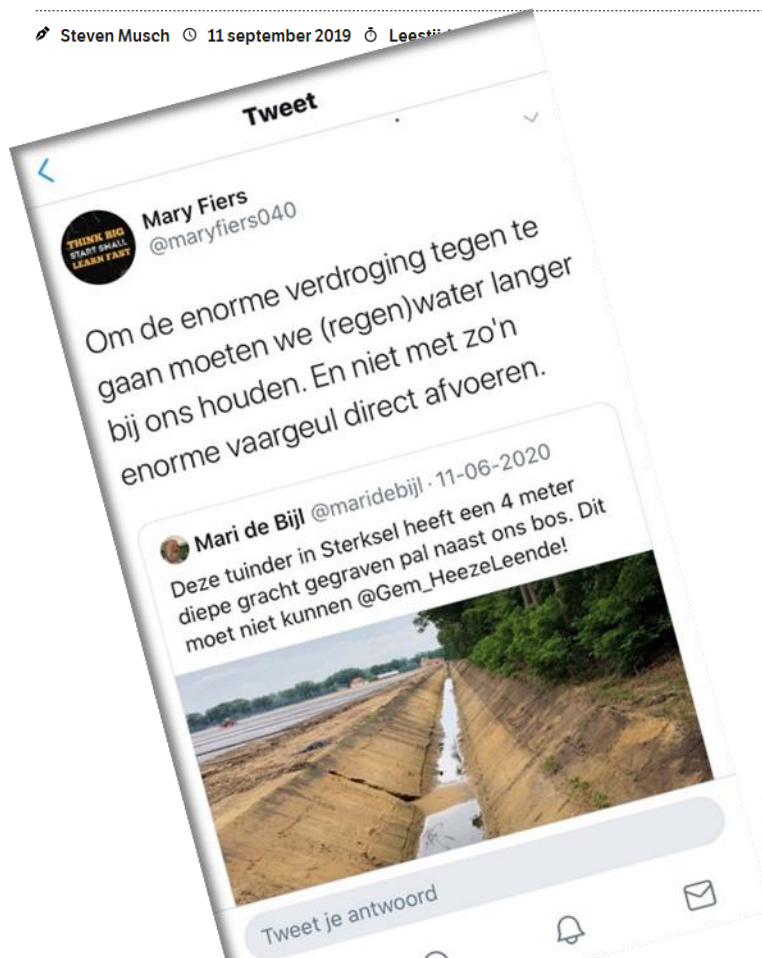 Steven Musch 11 september 2019
Tweet
THINK BIG
START SMALL
LEARN FAST
Mary Fiers
@maryfiers040
Om de enorme verdroging tegen te
gaan moeten we (regen)water langer
bij ons houden. En niet met zo'n
enorme vaargeul direct afvoeren.
Mari de Bijl @maridebijl · 11-06-2020
Deze tuinder in Sterksel heeft een 4 meter
diepe gracht gegraven pal naast ons bos. Dit
moet niet kunnen @Gem_HeezeLeende!
Tweet je antwoord